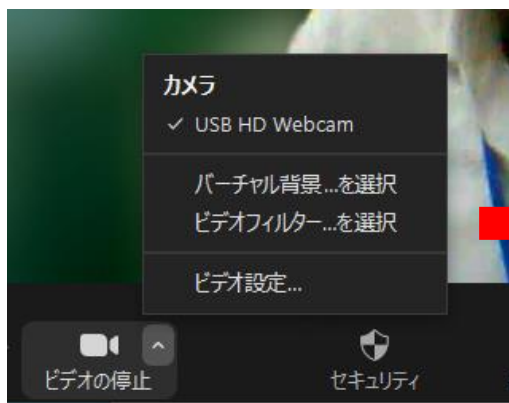 カメラ
USB HD Webcam
バーチャル背景...を選択
ビデオフィルター...を選択
ビデオ設定...
ビデオの停止
セキュリティ